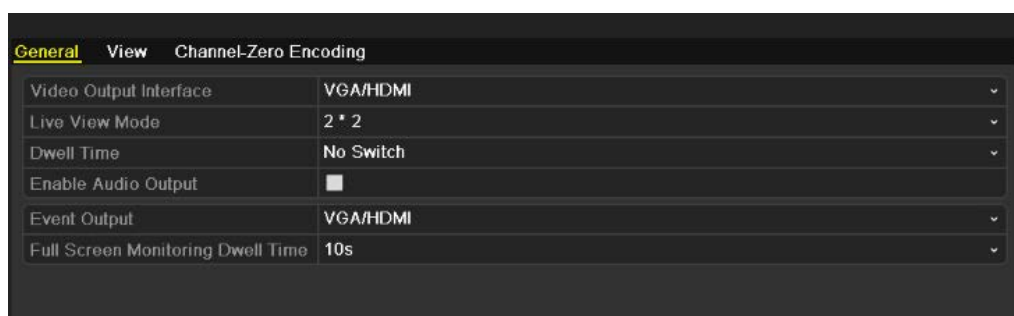 General View Channel-Zero Encoding
Video Output Interface VGA/HDMI
Live View Mode 2 * 2
Dwell Time No Switch
Enable Audio Output
Event Output VGA/HDMI
Full Screen Monitoring Dwell Time 10s